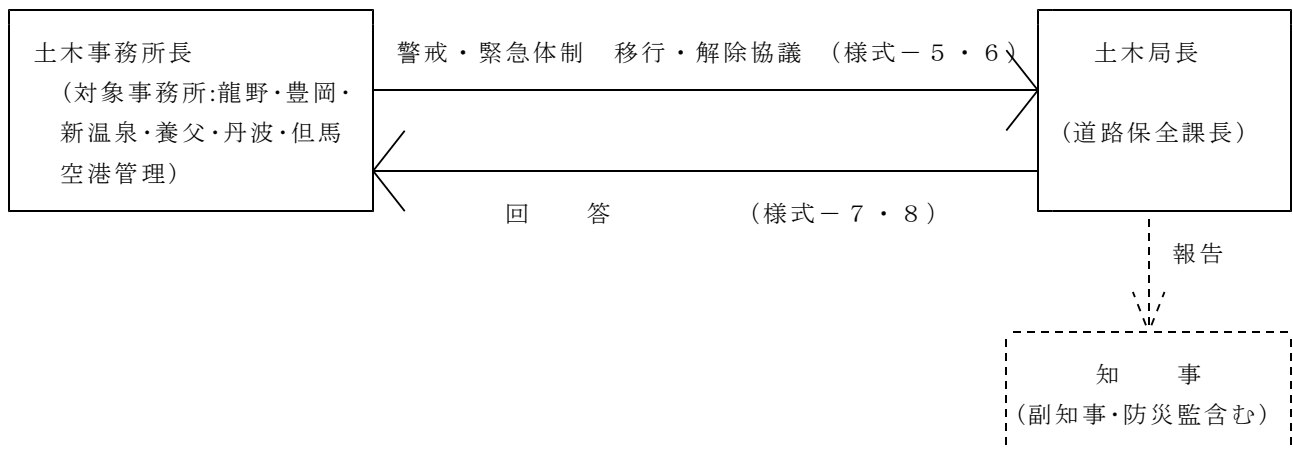 土木事務所長
（対象事務所:龍野・豊岡・
新温泉・養父・丹波・但馬
空港管理）
警戒・緊急体制　移行・解除協議　（様式－５・６）
土木局長
（道路保全課長）
回　　答　　　　　（様式－７・８）
報告
知　　事
（副知事・防災監含む）